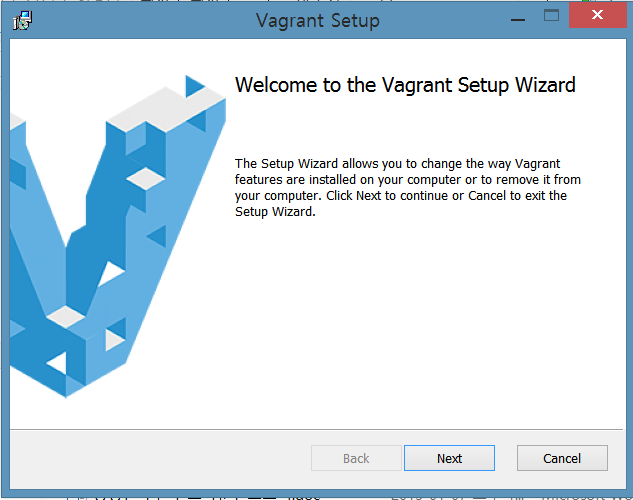 Vagrant Setup
Welcome to the Vagrant Setup Wizard
The Setup Wizard allows you to change the way Vagrant
features are installed on your computer or to remove it from
your computer. Click Next to continue or Cancel to exit the
Setup Wizard.
Back
Next
Cancel